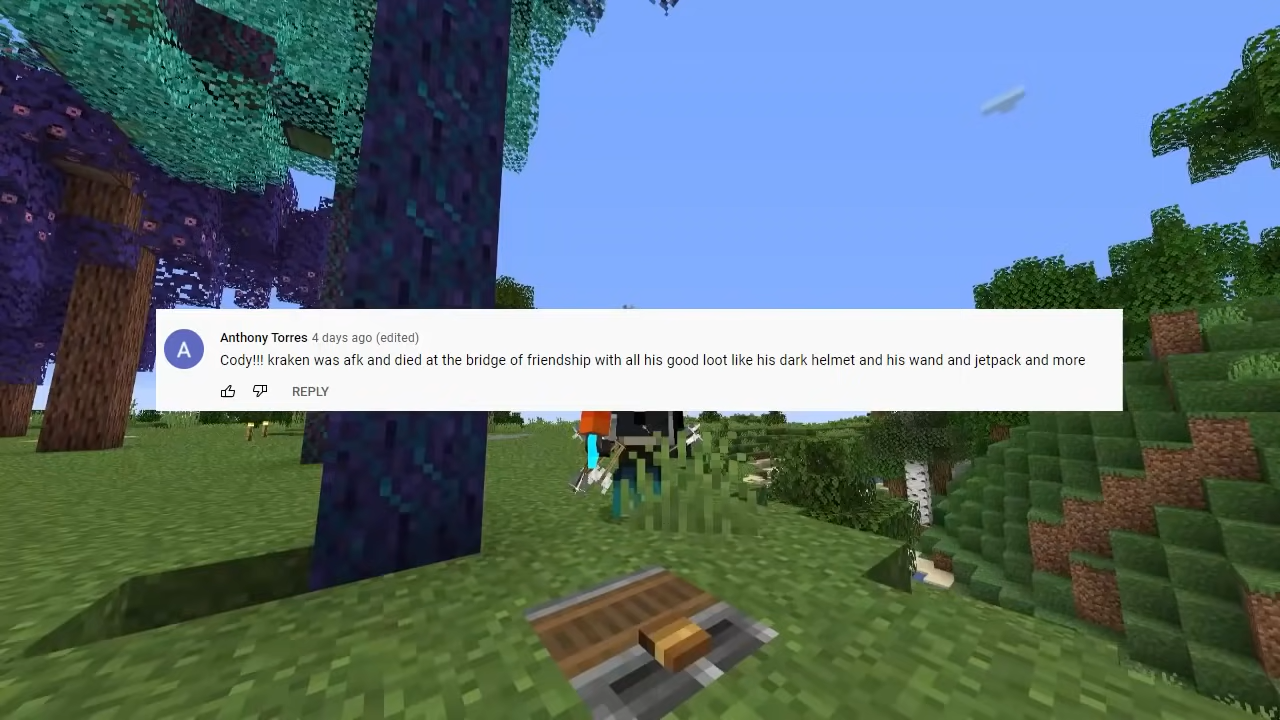 A
Anthony Torres 4 days ago (edited)
Cody!!! kraken was afk and died at the bridge of friendship with all his good loot like his dark helmet and his wand and jetpack and more
REPLY